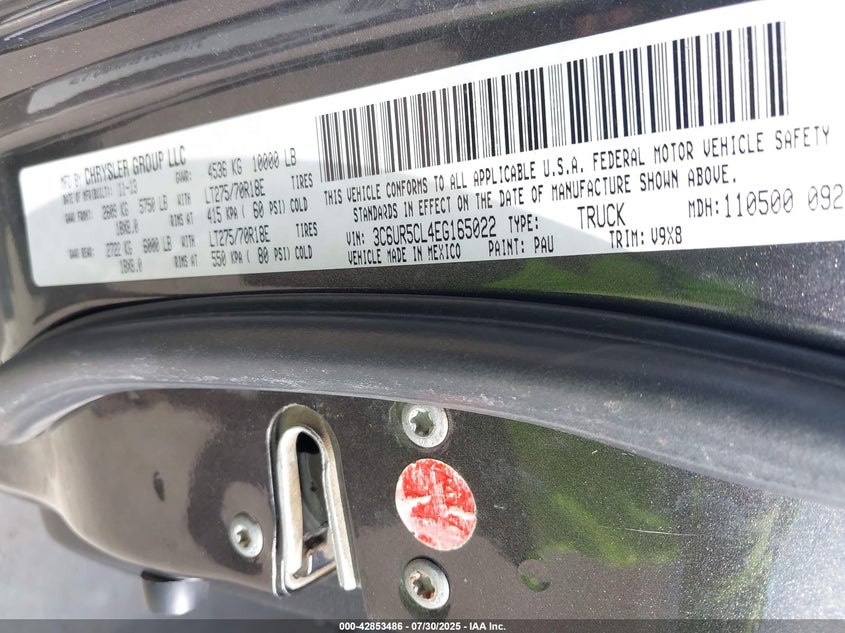 MFG BY CHRYSLER GROUP LLC
DATE OF MFR(BUILT): 11-13 GVWR: 4536 KG 10000 LB
GAWR FRONT: 2608 KG 5750 LB WITH LT275/70R18E TIRES
18X8.0 RIMS AT 415 KPA ( 60 PSI) COLD
GAWR REAR: 2722 KG 6000 LB WITH LT275/70R18E TIRES
18X8.0 RIMS AT 550 KPA ( 80 PSI) COLD
THIS VEHICLE CONFORMS TO ALL APPLICABLE U.S.A. FEDERAL MOTOR VEHICLE SAFETY
STANDARDS IN EFFECT ON THE DATE OF MANUFACTURE SHOWN ABOVE.
VIN: 3C6UR5CL4EG165022 TYPE: TRUCK MDH: 110500 092
VEHICLE MADE IN MEXICO PAINT: PAU TRIM: V9X8
000-42853486 - 07/30/2025 - IAA Inc.